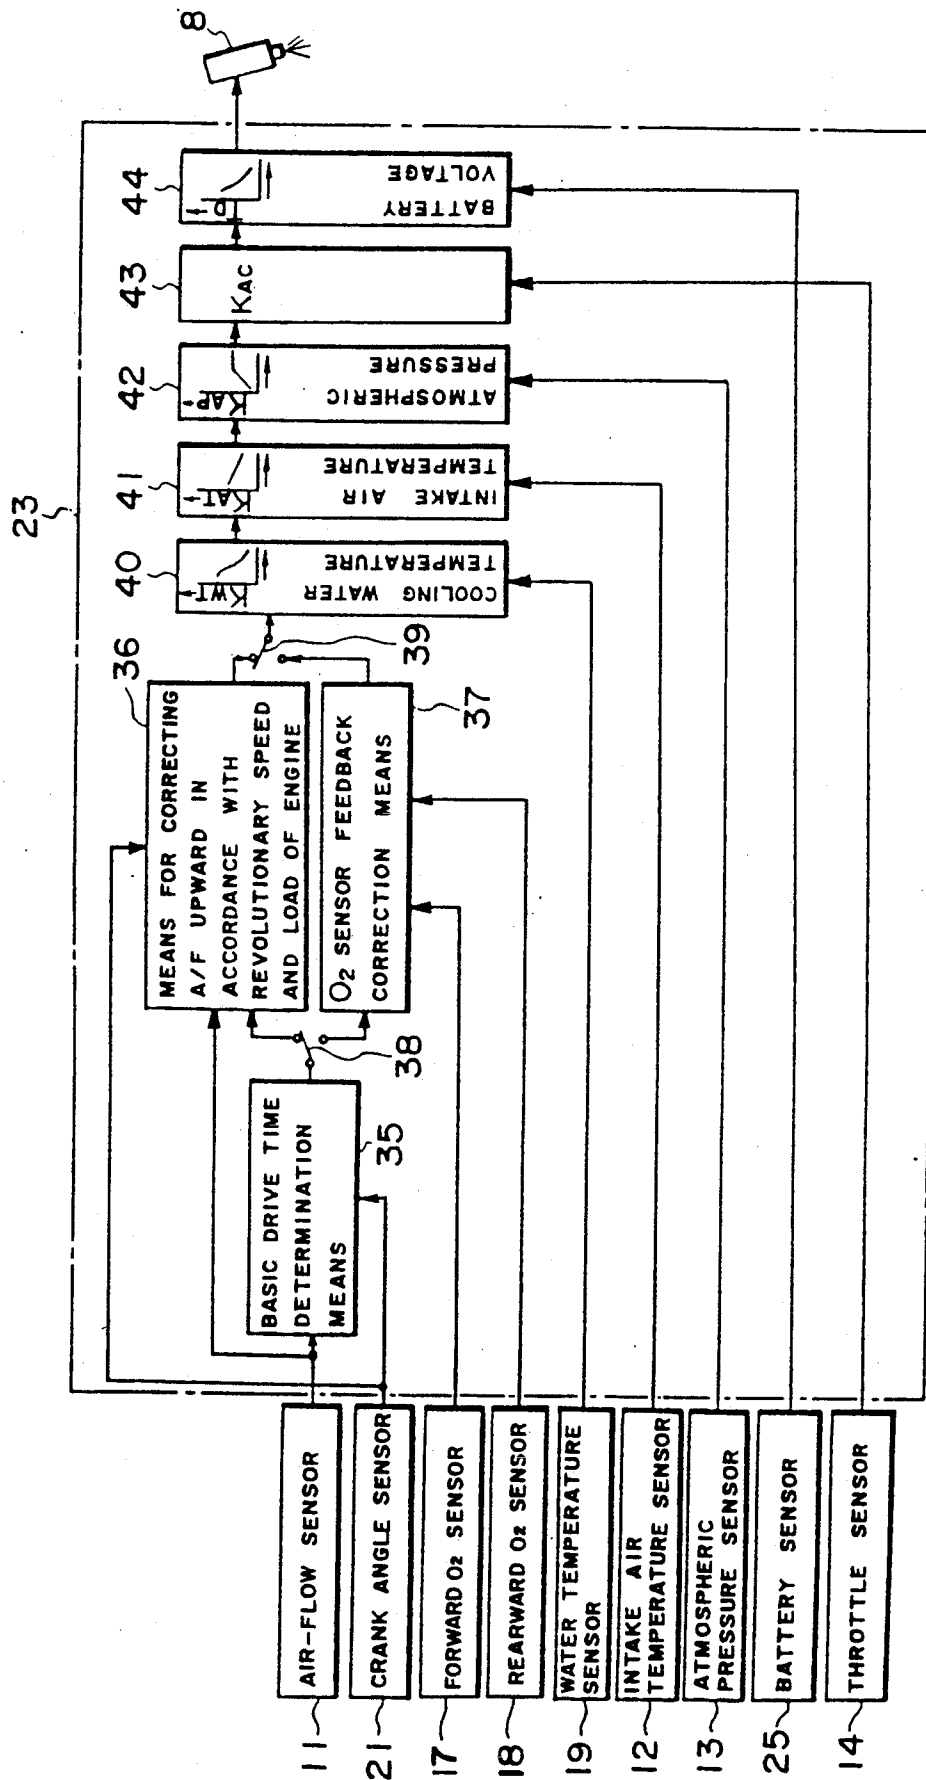 23
8
36
MEANS FOR CORRECTING
A/F UPWARD IN
ACCORDANCE WITH
REVOLUTIONARY SPEED
AND LOAD OF ENGINE
37
O2 SENSOR FEEDBACK
CORRECTION MEANS
38
39
35
BASIC DRIVE TIME
DETERMINATION
MEANS
40
KWT
COOLING WATER
TEMPERATURE
41
KAT
INTAKE AIR
TEMPERATURE
42
KAP
ATMOSPHERIC
PRESSURE
43
KAC
44
D
BATTERY
VOLTAGE
11
AIR-FLOW SENSOR
21
CRANK ANGLE SENSOR
17
FORWARD O2 SENSOR
18
REARWARD O2 SENSOR
19
WATER TEMPERATURE
SENSOR
12
INTAKE AIR
TEMPERATURE SENSOR
13
ATMOSPHERIC
PRESSURE SENSOR
25
BATTERY SENSOR
14
THROTTLE SENSOR